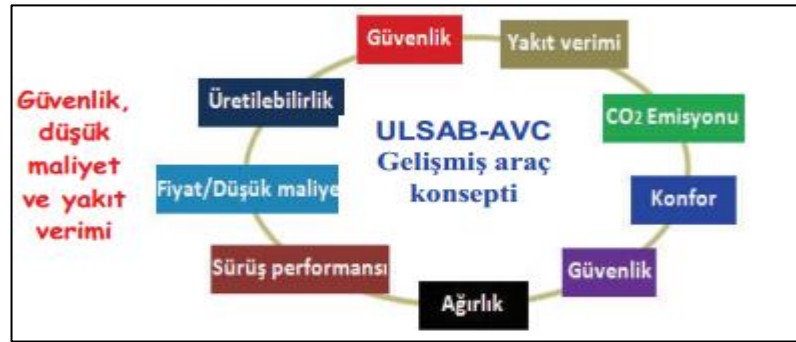 Güvenlik,
düşük
maliyet
ve yakıt
verimi
Güvenlik
Yakıt verimi
Üretilebilirlik
CO2 Emisyonu
ULSAB-AVC
Gelişmiş araç
konsepti
Fiyat/Düşük maliye
Konfor
Sürüş performansı
Güvenlik
Ağırlık